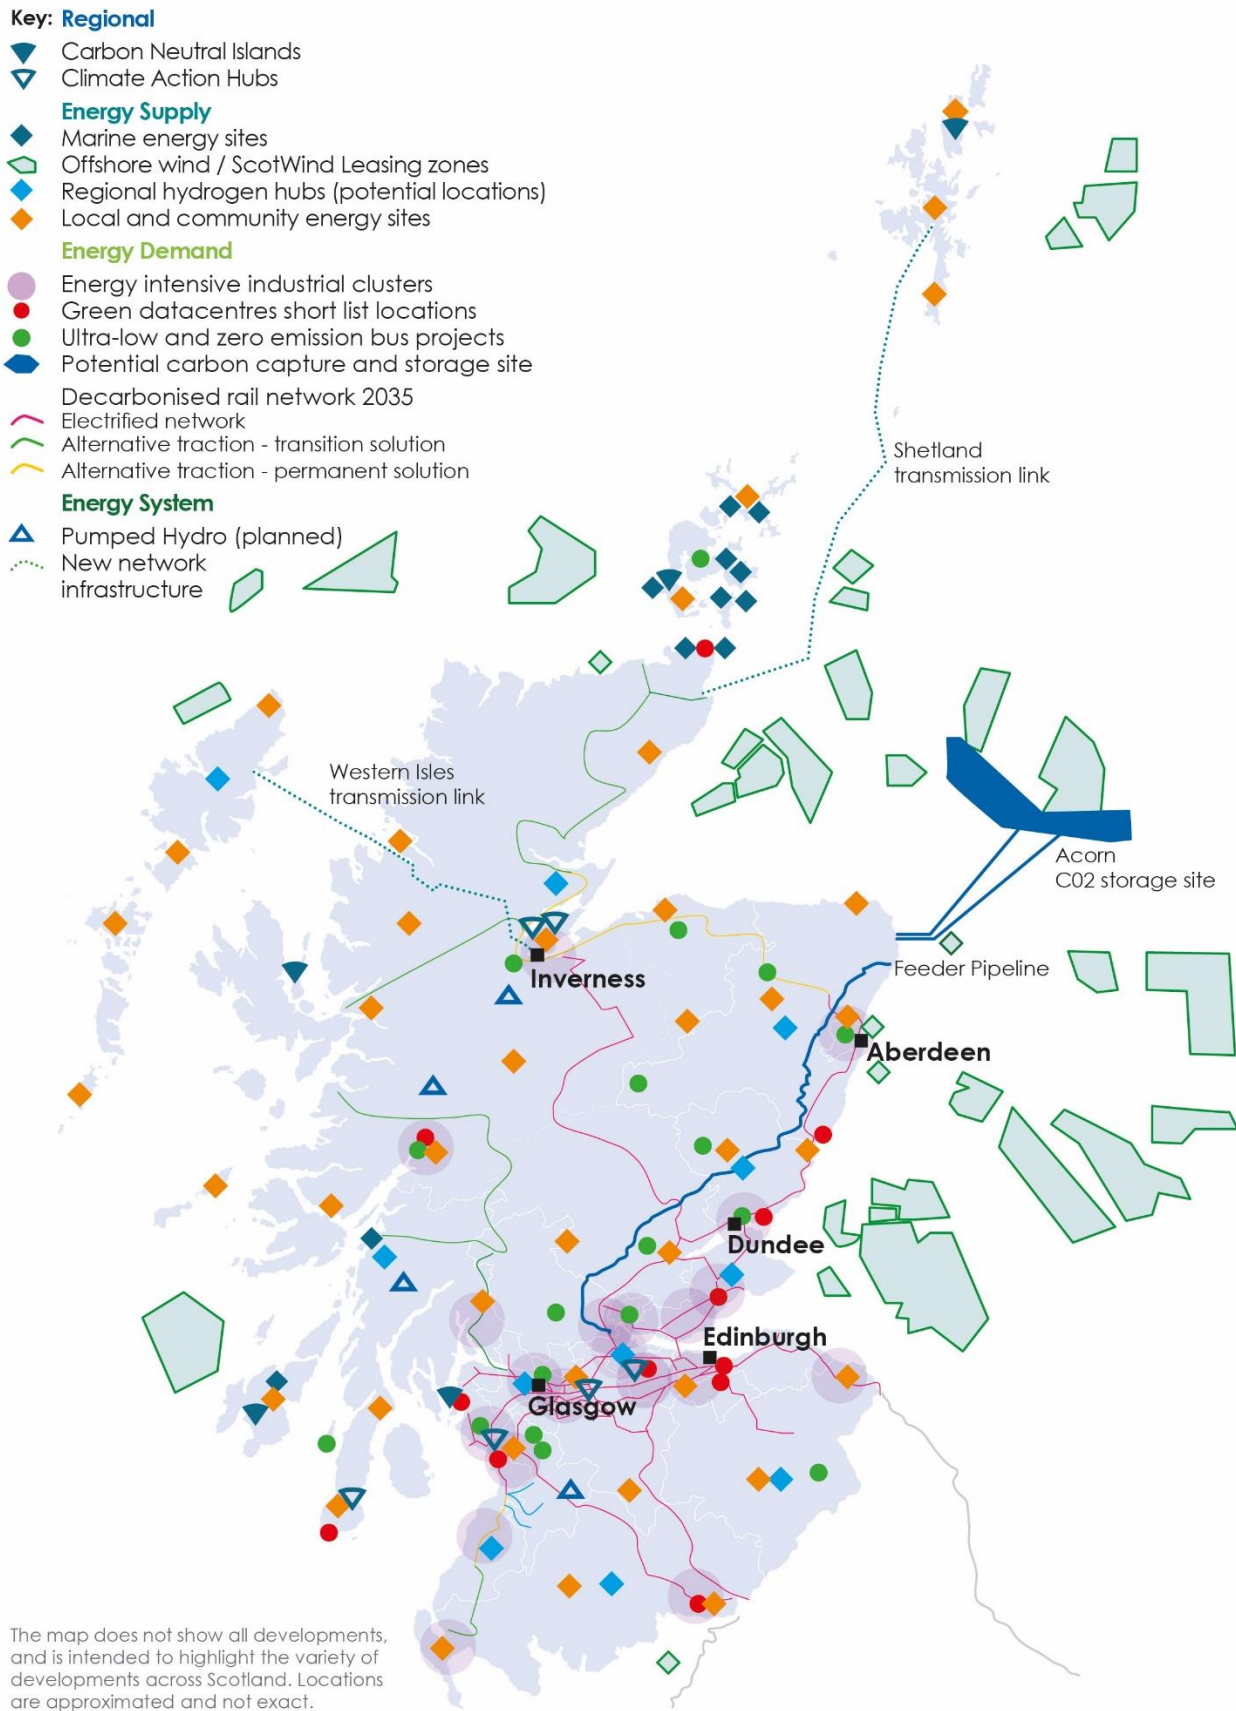 Key: Regional
Carbon Neutral Islands
Climate Action Hubs
Energy Supply
Marine energy sites
Offshore wind / ScotWind Leasing zones
Regional hydrogen hubs (potential locations)
Local and community energy sites
Energy Demand
Energy intensive industrial clusters
Green datacentres short list locations
Ultra-low and zero emission bus projects
Potential carbon capture and storage site
Decarbonised rail network 2035
Electrified network
Alternative traction - transition solution
Alternative traction - permanent solution
Energy System
Pumped Hydro (planned)
New network
infrastructure
Shetland
transmission link
Western Isles
transmission link
Acorn
C02 storage site
Feeder Pipeline
Inverness
Aberdeen
Dundee
Edinburgh
Glasgow
The map does not show all developments,
and is intended to highlight the variety of
developments across Scotland. Locations
are approximated and not exact.